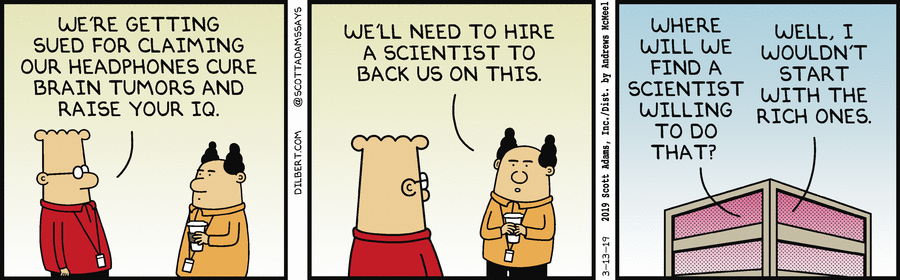 WE'RE GETTING
SUED FOR CLAIMING
OUR HEADPHONES CURE
BRAIN TUMORS AND
RAISE YOUR IQ.
DILBERT.COM @SCOTTADAMSSAYS
WE'LL NEED TO HIRE
A SCIENTIST TO
BACK US ON THIS.
3-13-19 2019 Scott Adams, Inc./Dist. by Andrews McMeel
WHERE
WILL WE
FIND A
SCIENTIST
WILLING
TO DO
THAT?
WELL, I
WOULDN'T
START
WITH THE
RICH ONES.